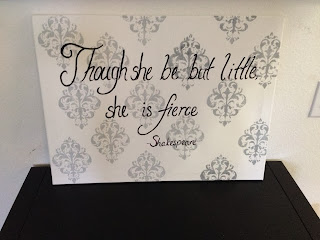 Though she be but little,
she is fierce
-Shakespeare